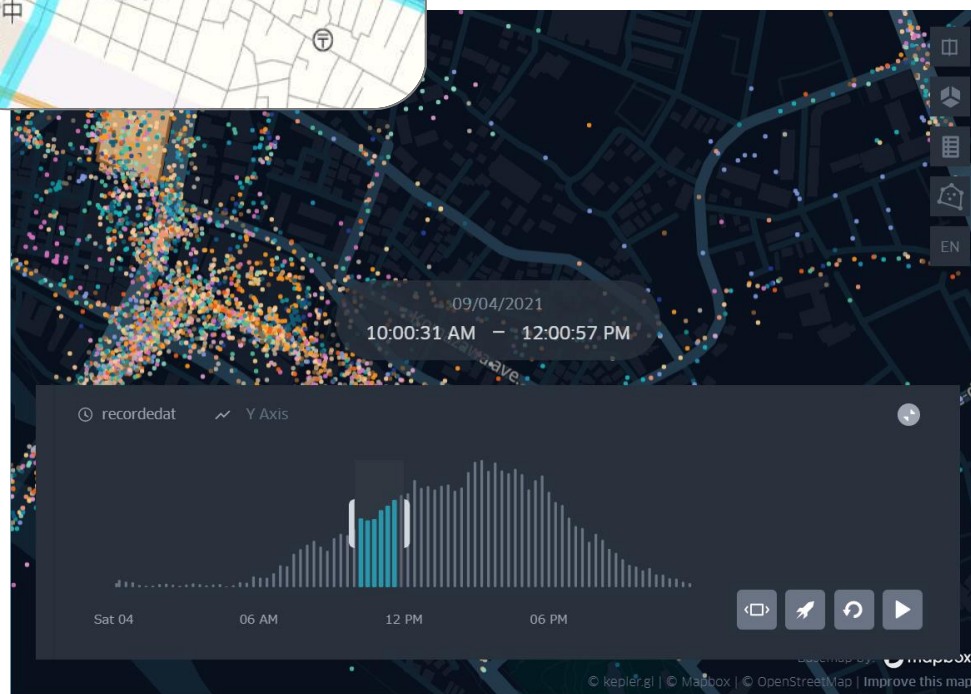 中
〒
EN
09/04/2021
10:00:31 AM – 12:00:57 PM
ave.
recordedat Y Axis
Sat 04 06 AM 12 PM 06 PM
mapbox
© kepler.gl | © Mapbox | © OpenStreetMap | Improve this map